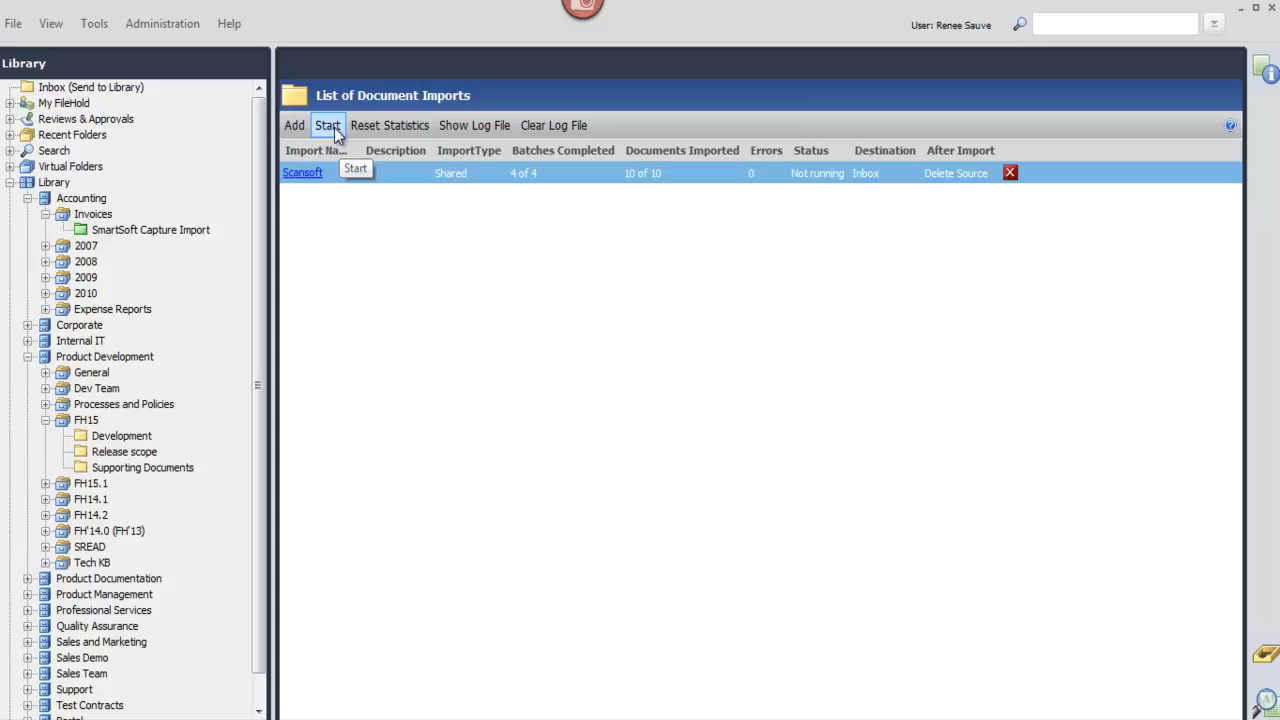 File View Tools Administration Help
User: Renee Sauve
Library
Inbox (Send to Library)
My FileHold
Reviews & Approvals
Recent Folders
Search
Virtual Folders
Library
Accounting
Invoices
SmartSoft Capture Import
2007
2008
2009
2010
Expense Reports
Corporate
Internal IT
Product Development
General
Dev Team
Processes and Policies
FH15
Development
Release scope
Supporting Documents
FH15.1
FH14.1
FH14.2
FH'14.0 (FH'13)
SREAD
Tech KB
Product Documentation
Product Management
Professional Services
Quality Assurance
Sales and Marketing
Sales Demo
Sales Team
Support
Test Contracts
List of Document Imports
Add Start Reset Statistics Show Log File Clear Log File
Import Na... Description ImportType Batches Completed Documents Imported Errors Status Destination After Import
Scansoft Shared 4 of 4 10 of 10 0 Not running Inbox Delete Source X
Start